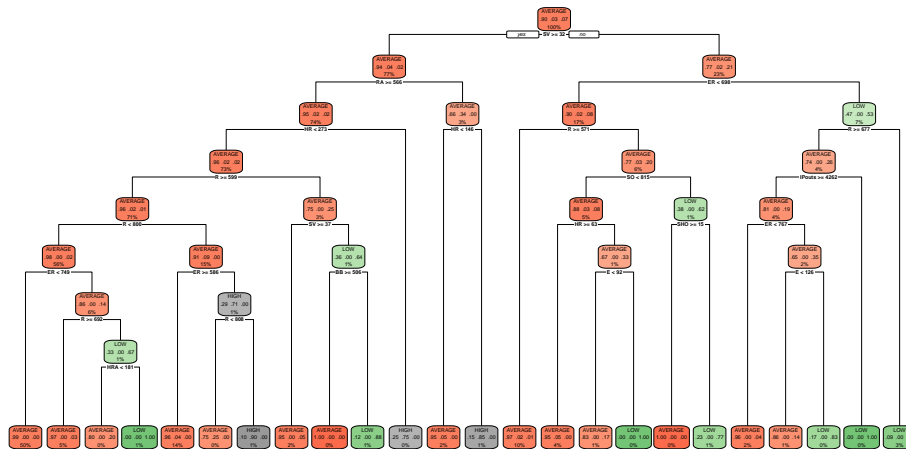 AVERAGE
.90 .03 .07
100%
yes SV >= 32 no
AVERAGE
.94 .04 .02
77%
RA >= 566
AVERAGE
.77 .02 .21
23%
ER < 698
AVERAGE
.95 .02 .02
74%
HR < 273
AVERAGE
.66 .34 .00
3%
HR < 146
AVERAGE
.90 .02 .08
17%
R >= 571
LOW
.47 .00 .53
7%
R >= 677
AVERAGE
.96 .02 .02
73%
R >= 599
AVERAGE
.77 .03 .20
6%
SO < 815
AVERAGE
.74 .00 .26
4%
IPouts >= 4262
AVERAGE
.96 .02 .01
71%
R < 800
AVERAGE
.75 .00 .25
3%
SV >= 37
AVERAGE
.88 .03 .08
5%
HR >= 63
LOW
.38 .00 .62
1%
SHO >= 15
AVERAGE
.81 .00 .19
4%
ER < 767
AVERAGE
.98 .00 .02
56%
ER < 749
AVERAGE
.91 .09 .00
15%
ER >= 586
LOW
.36 .00 .64
1%
BB >= 506
AVERAGE
.67 .00 .33
1%
E < 92
AVERAGE
.65 .00 .35
2%
E < 126
AVERAGE
.86 .00 .14
6%
R >= 692
HIGH
.29 .71 .00
1%
R < 808
LOW
.33 .00 .67
1%
HRA < 181
AVERAGE
.99 .00 .00
50%
AVERAGE
.97 .00 .03
5%
AVERAGE
.80 .00 .20
0%
LOW
.00 .00 1.00
1%
AVERAGE
.96 .04 .00
14%
AVERAGE
.75 .25 .00
0%
HIGH
.10 .90 .00
1%
AVERAGE
.95 .00 .05
2%
AVERAGE
1.00 .00 .00
0%
LOW
.12 .00 .88
1%
HIGH
.25 .75 .00
0%
AVERAGE
.95 .05 .00
2%
HIGH
.15 .85 .00
1%
AVERAGE
.97 .02 .01
10%
AVERAGE
.95 .05 .00
4%
AVERAGE
.83 .00 .17
1%
LOW
.00 .00 1.00
0%
AVERAGE
1.00 .00 .00
0%
LOW
.23 .00 .77
1%
AVERAGE
.96 .00 .04
2%
AVERAGE
.86 .00 .14
1%
LOW
.17 .00 .83
0%
LOW
.00 .00 1.00
0%
LOW
.09 .00
3%